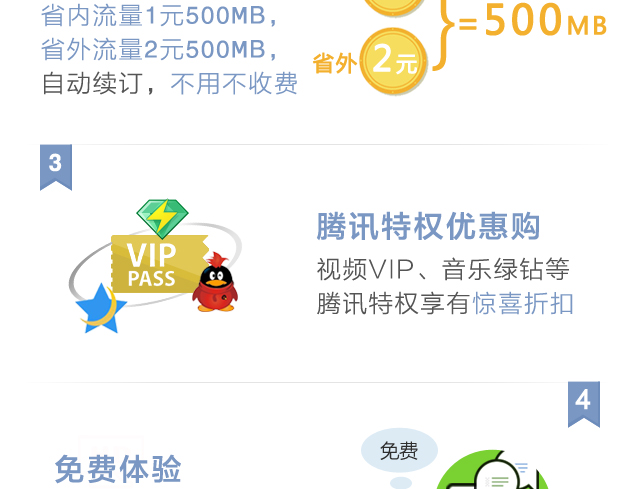 省内流量1元500MB，
省外流量2元500MB，
自动续订，不用不收费
省外 2元
=500MB
3
VIP
PASS
腾讯特权优惠购
视频VIP、音乐绿钻等
腾讯特权享有惊喜折扣
4
免费体验
免费